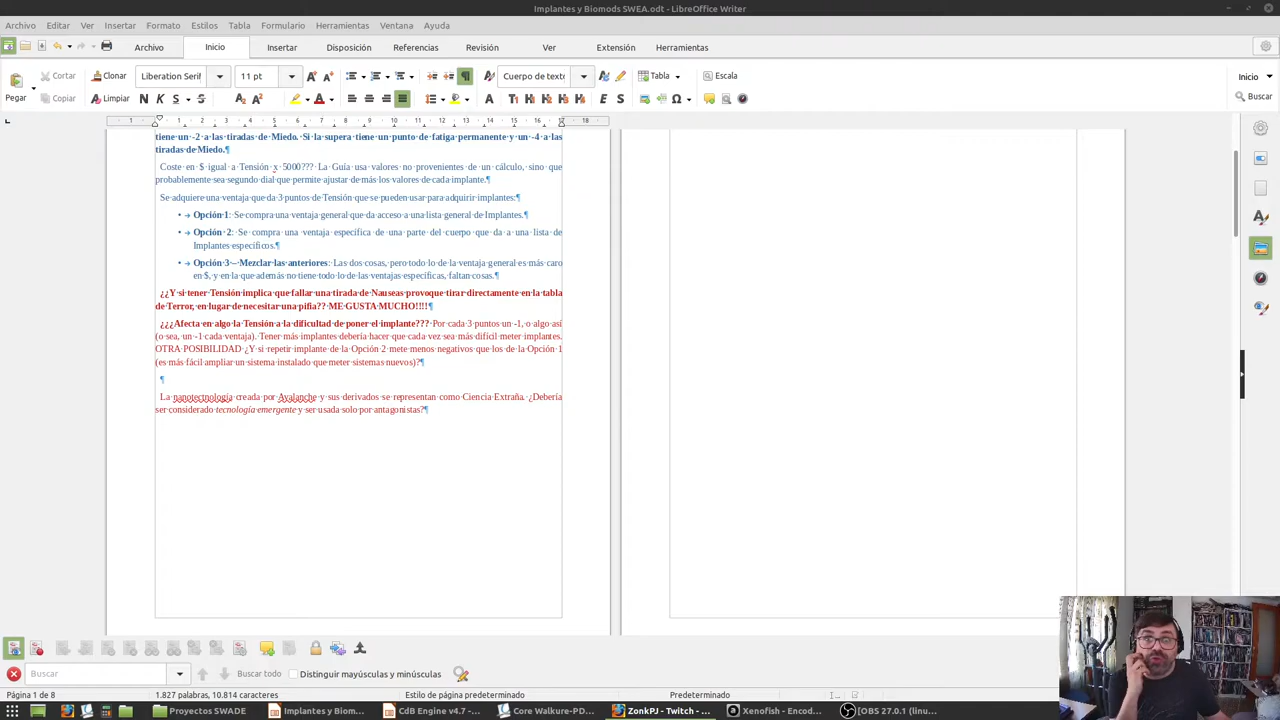 Implantes y Biomods SWEA.odt - LibreOffice Writer
Archivo Editar Ver Insertar Formato Estilos Tabla Formulario Herramientas Ventana Ayuda
Archivo Inicio Insertar Disposición Referencias Revisión Ver Extensión Herramientas
Pegar Cortar Clonar Liberation Serif 11 pt Cuerpo de texto Tabla Escala Inicio
Copiar Limpiar Buscar
tiene un -2 a las tiradas de Miedo. Si la supera tiene un punto de fatiga permanente y un -4 a las
tiradas de Miedo.¶
Coste en $ igual a Tensión x 5000??? La Guía usa valores no provenientes de un cálculo, sino que
probablemente sea segundo dial que permite ajustar de más los valores de cada implante.¶
Se adquiere una ventaja que da 3 puntos de Tensión que se pueden usar para adquirir implantes:¶
• Opción 1: Se compra una ventaja general que da acceso a una lista general de Implantes.¶
• Opción 2: Se compra una ventaja específica de una parte del cuerpo que da a una lista de
Implantes específicos.¶
• Opción 3 – Mezclar las anteriores: Las dos cosas, pero todo lo de la ventaja general es más caro
en $, y en la que además no tiene todo lo de las ventajas específicas, faltan cosas.¶
¿¿Y si tener Tensión implica que fallar una tirada de Nauseas provoque tirar directamente en la tabla
de Terror, en lugar de necesitar una pifia?? ME GUSTA MUCHO!!!!¶
¿¿¿Afecta en algo la Tensión a la dificultad de poner el implante??? Por cada 3 puntos un -1, o algo así
(o sea, un -1 cada ventaja). Tener más implantes debería hacer que cada vez sea más difícil meter implantes.
OTRA POSIBILIDAD ¿Y si repetir implante de la Opción 2 mete menos negativos que los de la Opción 1
(es más fácil ampliar un sistema instalado que meter sistemas nuevos)?¶
¶
La nanotectnología creada por Avalanche y sus derivados se representan como Ciencia Extraña. ¿Debería
ser considerado tecnología emergente y ser usada solo por antagonistas?¶
Buscar Buscar todo Distinguir mayúsculas y minúsculas
Página 1 de 8 1.827 palabras, 10.814 caracteres Estilo de página predeterminado Predeterminado
Proyectos SWADE Implantes y Biom... CdB Engine v4.7 -... Core Walkure-PD... ZonkPJ - Twitch - ... Xenofish - Encod... [OBS 27.0.1 (linu...